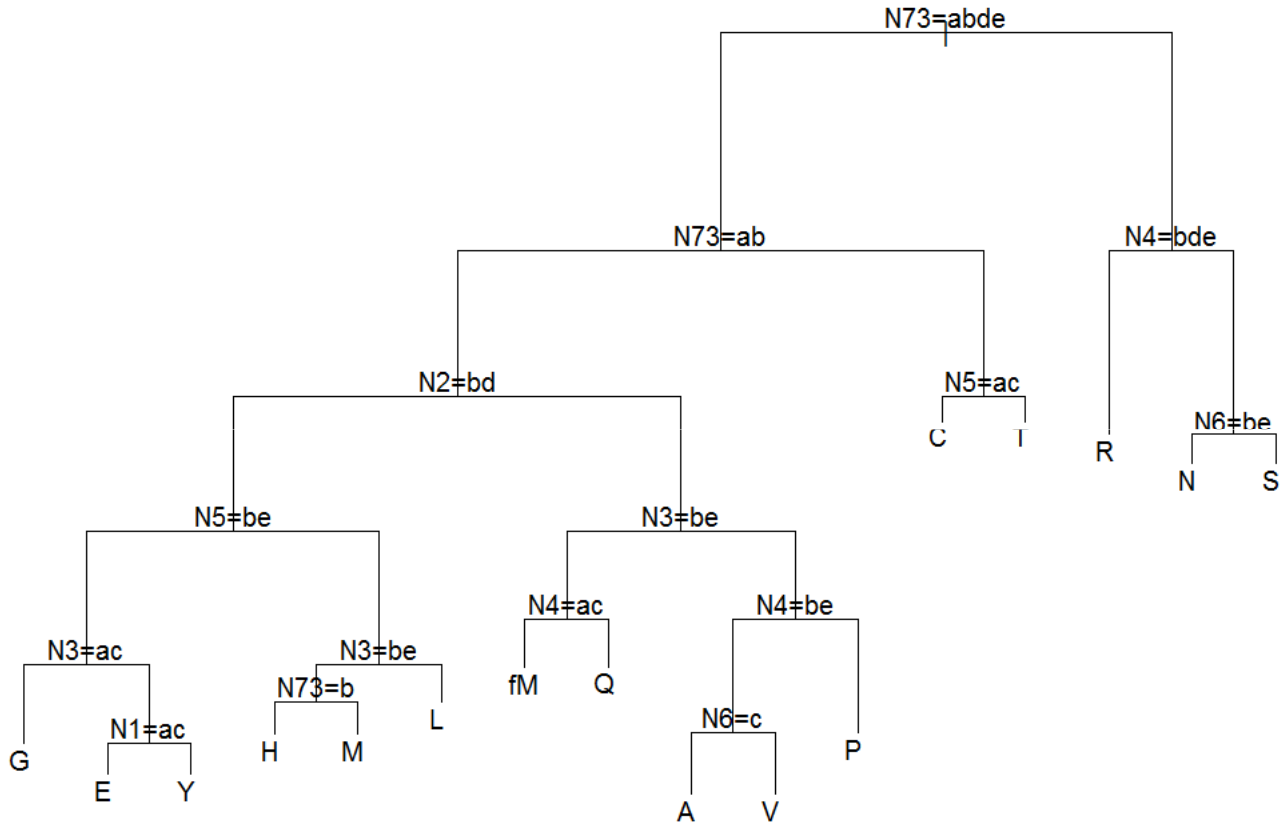 N73=abde
N73=ab
N4=bde
N2=bd
N5=ac
C
T
N6=be
R
N
S
N5=be
N3=be
N4=ac
N4=be
N3=ac
N3=be
fM
Q
N73=b
L
N6=c
N1=ac
H
M
P
G
E
Y
A
V